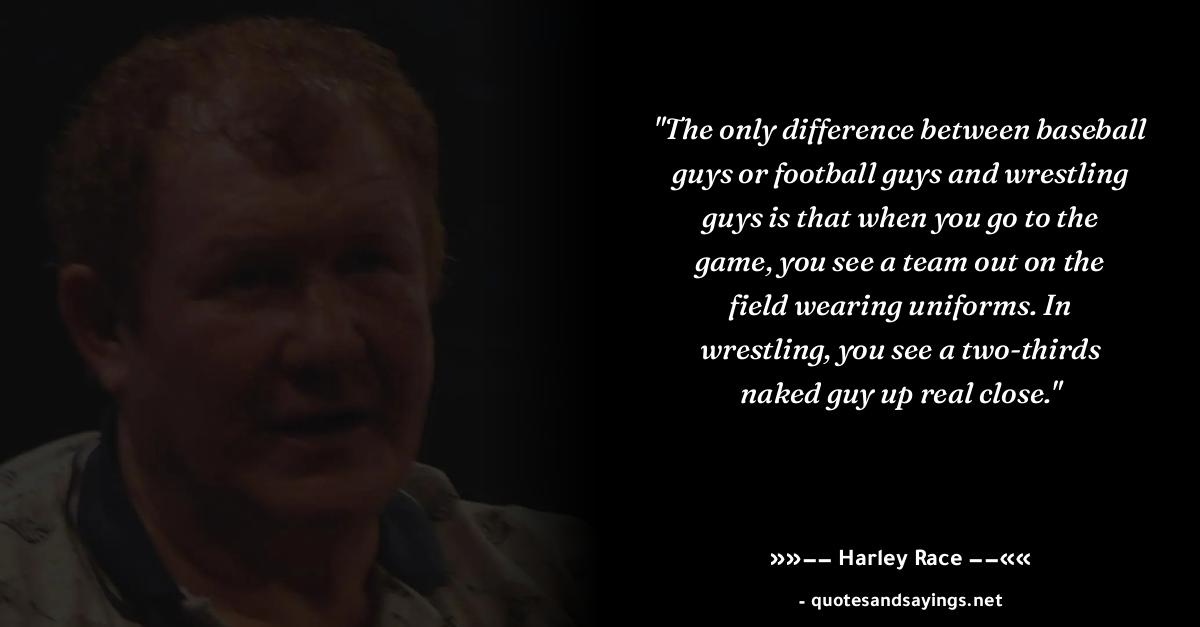 "The only difference between baseball
guys or football guys and wrestling
guys is that when you go to the
game, you see a team out on the
field wearing uniforms. In
wrestling, you see a two-thirds
naked guy up real close."
»»−− Harley Race −−««
- quotesandsayings.net